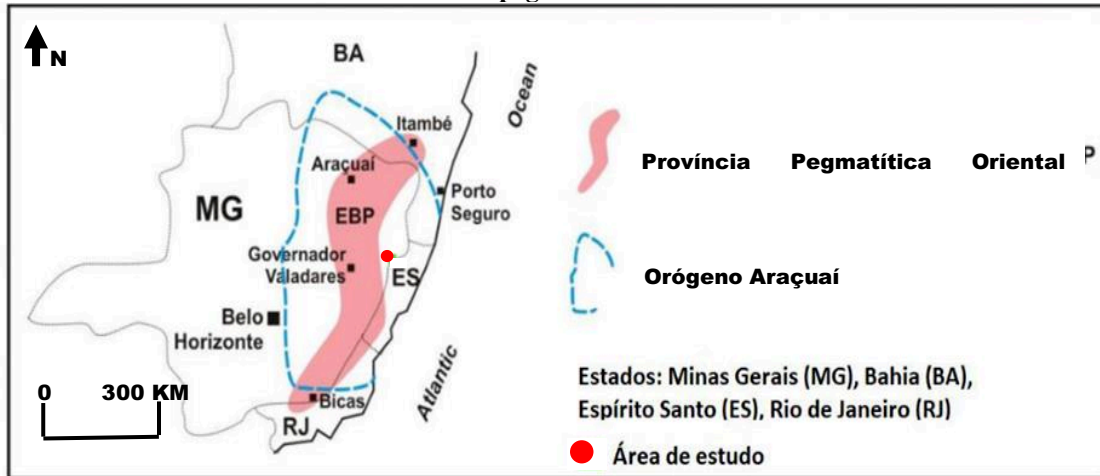 N
BA
Ocean
Itambé
Araçuaí
Porto
Seguro
MG
EBP
Governador
Valadares
ES
Belo
Horizonte
Atlantic
0 300 KM
Bicas
RJ
Província Pegmatítica Oriental
P
Orógeno Araçuaí
Estados: Minas Gerais (MG), Bahia (BA),
Espírito Santo (ES), Rio de Janeiro (RJ)
Área de estudo